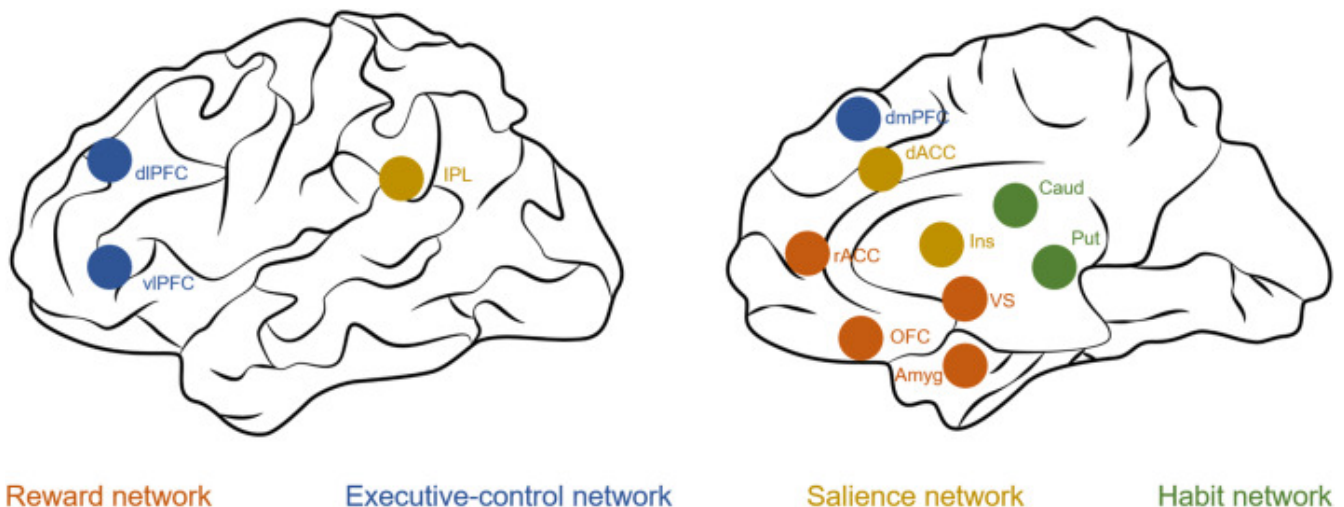 dlPFC
vlPFC
IPL
dmPFC
dACC
Caud
Ins
Put
rACC
VS
OFC
Amyg
Reward network
Executive-control network
Salience network
Habit network